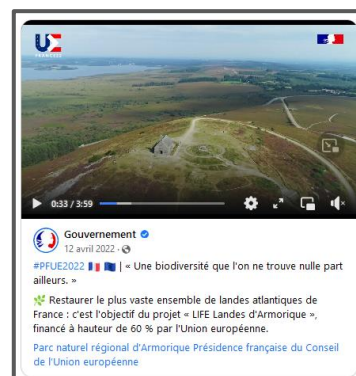 UE
FRANÇAIS
0:33 / 3:59
Gouvernement
12 avril 2022 ·
#PFUE2022 🇫🇷 🇪🇺 | « Une biodiversité que l'on ne trouve nulle part
ailleurs. »
🌿 Restaurer le plus vaste ensemble de landes atlantiques de
France : c'est l'objectif du projet « LIFE Landes d'Armorique »,
financé à hauteur de 60 % par l'Union européenne.
Parc naturel régional d'Armorique Présidence française du Conseil
de l'Union européenne